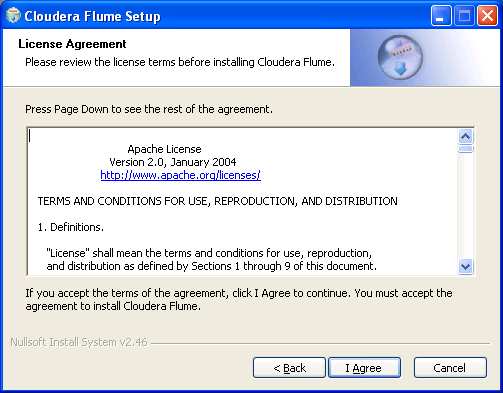 Cloudera Flume Setup
License Agreement
Please review the license terms before installing Cloudera Flume.
Press Page Down to see the rest of the agreement.
Apache License
Version 2.0, January 2004
http://www.apache.org/licenses/
TERMS AND CONDITIONS FOR USE, REPRODUCTION, AND DISTRIBUTION
1. Definitions.
"License" shall mean the terms and conditions for use, reproduction,
and distribution as defined by Sections 1 through 9 of this document.
If you accept the terms of the agreement, click I Agree to continue. You must accept the
agreement to install Cloudera Flume.
Nullsoft Install System v2.46
< Back
I Agree
Cancel